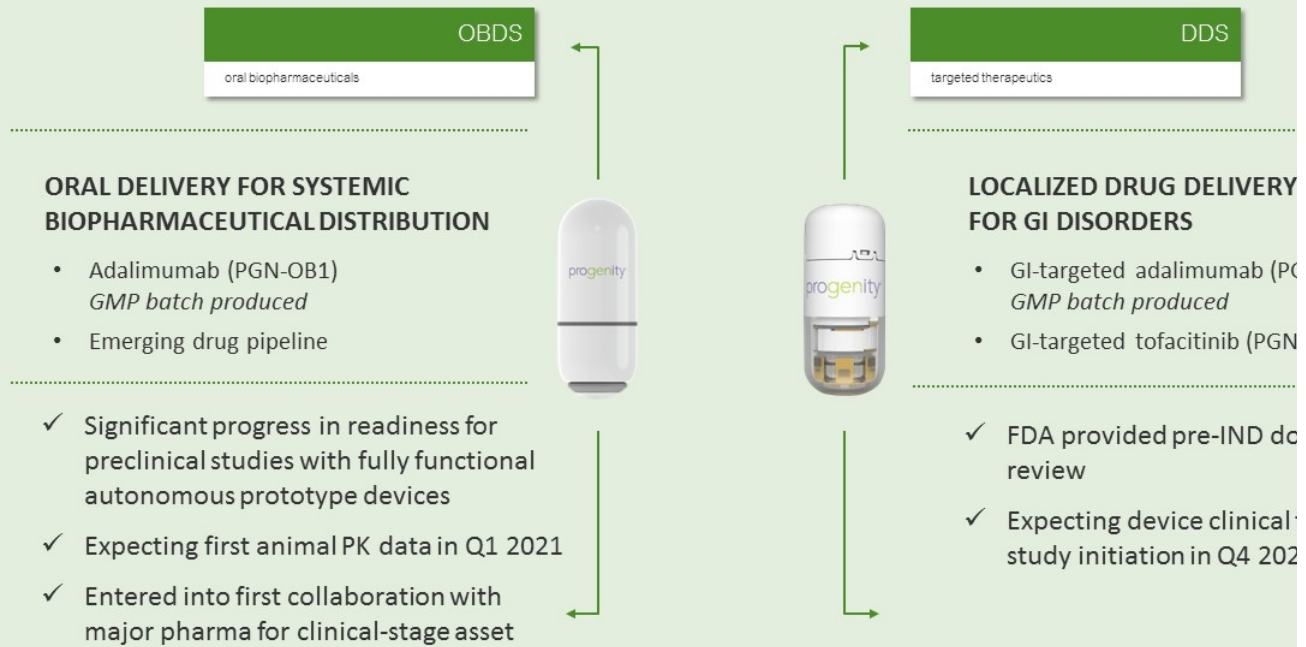 OBDS
oral biopharmaceuticals
ORAL DELIVERY FOR SYSTEMIC
BIOPHARMACEUTICAL DISTRIBUTION
• Adalimumab (PGN-OB1)
GMP batch produced
• Emerging drug pipeline
✓ Significant progress in readiness for
preclinical studies with fully functional
autonomous prototype devices
✓ Expecting first animal PK data in Q1 2021
✓ Entered into first collaboration with
major pharma for clinical-stage asset
progenity
progenity
DDS
targeted therapeutics
LOCALIZED DRUG DELIVERY
FOR GI DISORDERS
• GI-targeted adalimumab
GMP batch produced
• GI-targeted tofacitinib (PGN
✓ FDA provided pre-IND
review
✓ Expecting device clinical
study initiation in Q4